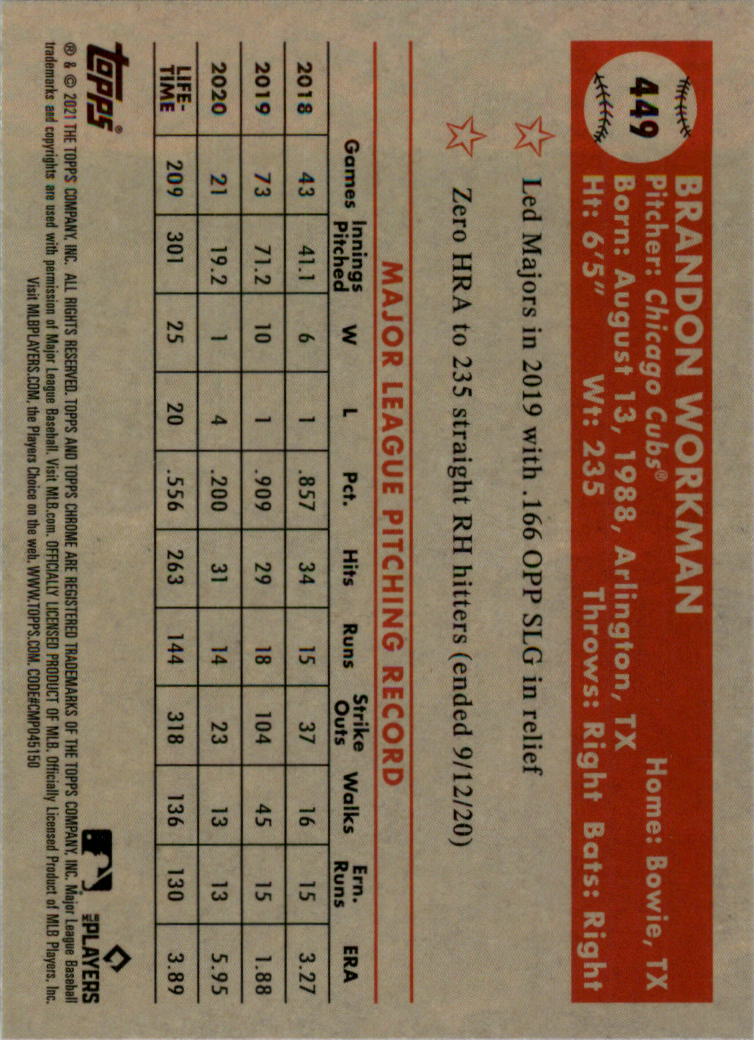 449
BRANDON WORKMAN
Pitcher: Chicago Cubs® Home: Bowie, TX
Born: August 13, 1988, Arlington, TX
Ht: 6'5" Wt: 235 Throws: Right Bats: Right
Led Majors in 2019 with .166 OPP SLG in relief
Zero HRA to 235 straight RH hitters (ended 9/12/20)
MAJOR LEAGUE PITCHING RECORD
Games Innings Pitched W L Pct. Hits Runs Strike Outs Walks Ern. Runs ERA
2018 43 41.1 6 1 .857 34 15 37 16 15 3.27
2019 73 71.2 10 1 .909 29 18 104 45 15 1.88
2020 21 19.2 1 4 .200 31 14 23 13 13 5.95
LIFE-TIME 209 301 25 20 .556 263 144 318 136 130 3.89
topps®
® & © 2021 THE TOPPS COMPANY, INC. ALL RIGHTS RESERVED. TOPPS AND TOPPS CHROME ARE REGISTERED TRADEMARKS OF THE TOPPS COMPANY, INC. Major League Baseball
trademarks and copyrights are used with permission of Major League Baseball. Visit MLB.com. OFFICIALLY LICENSED PRODUCT OF MLB. Officially Licensed Product of MLB Players, Inc.
Visit MLBPLAYERS.COM, the Players Choice on the web. WWW.TOPPS.COM. CODE#CMP045150
MLB PLAYERS